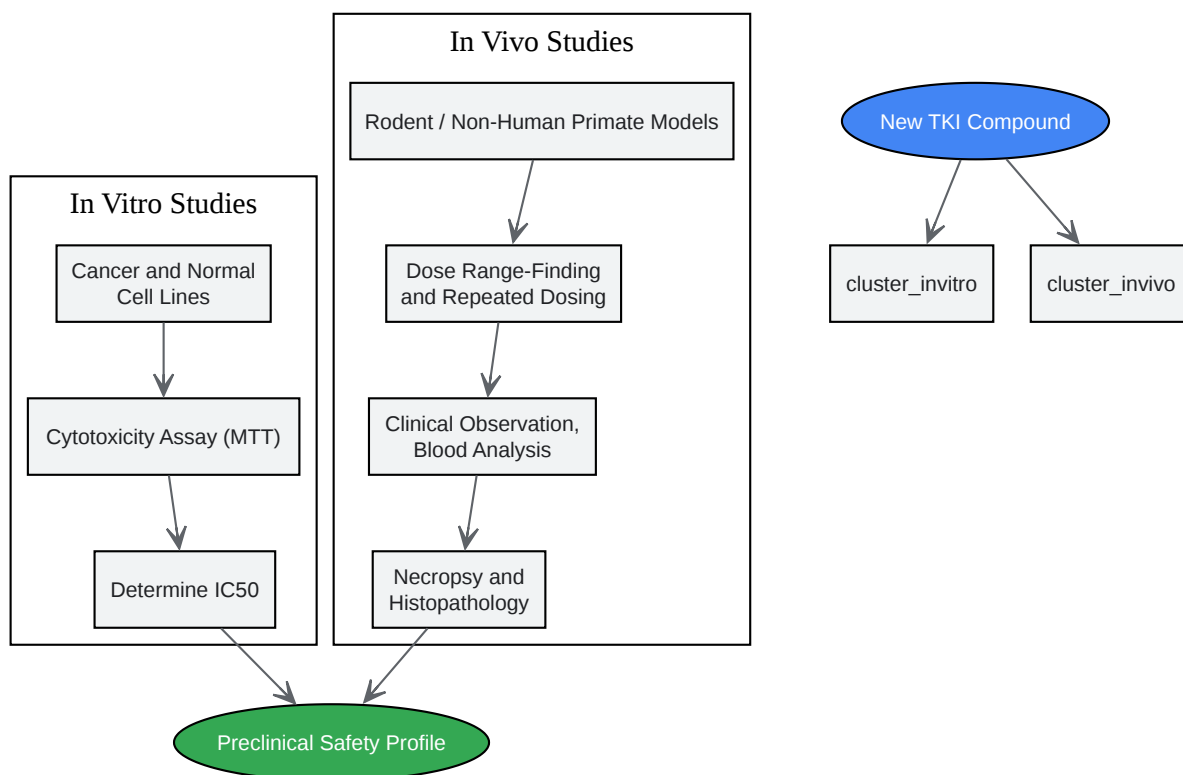 In Vitro Studies
Cancer and Normal
Cell Lines
Cytotoxicity Assay (MTT)
Determine IC50
In Vivo Studies
Rodent / Non-Human Primate Models
Dose Range-Finding
and Repeated Dosing
Clinical Observation,
Blood Analysis
Necropsy and
Histopathology
Preclinical Safety Profile
New TKI Compound
cluster_invitro
cluster_invivo